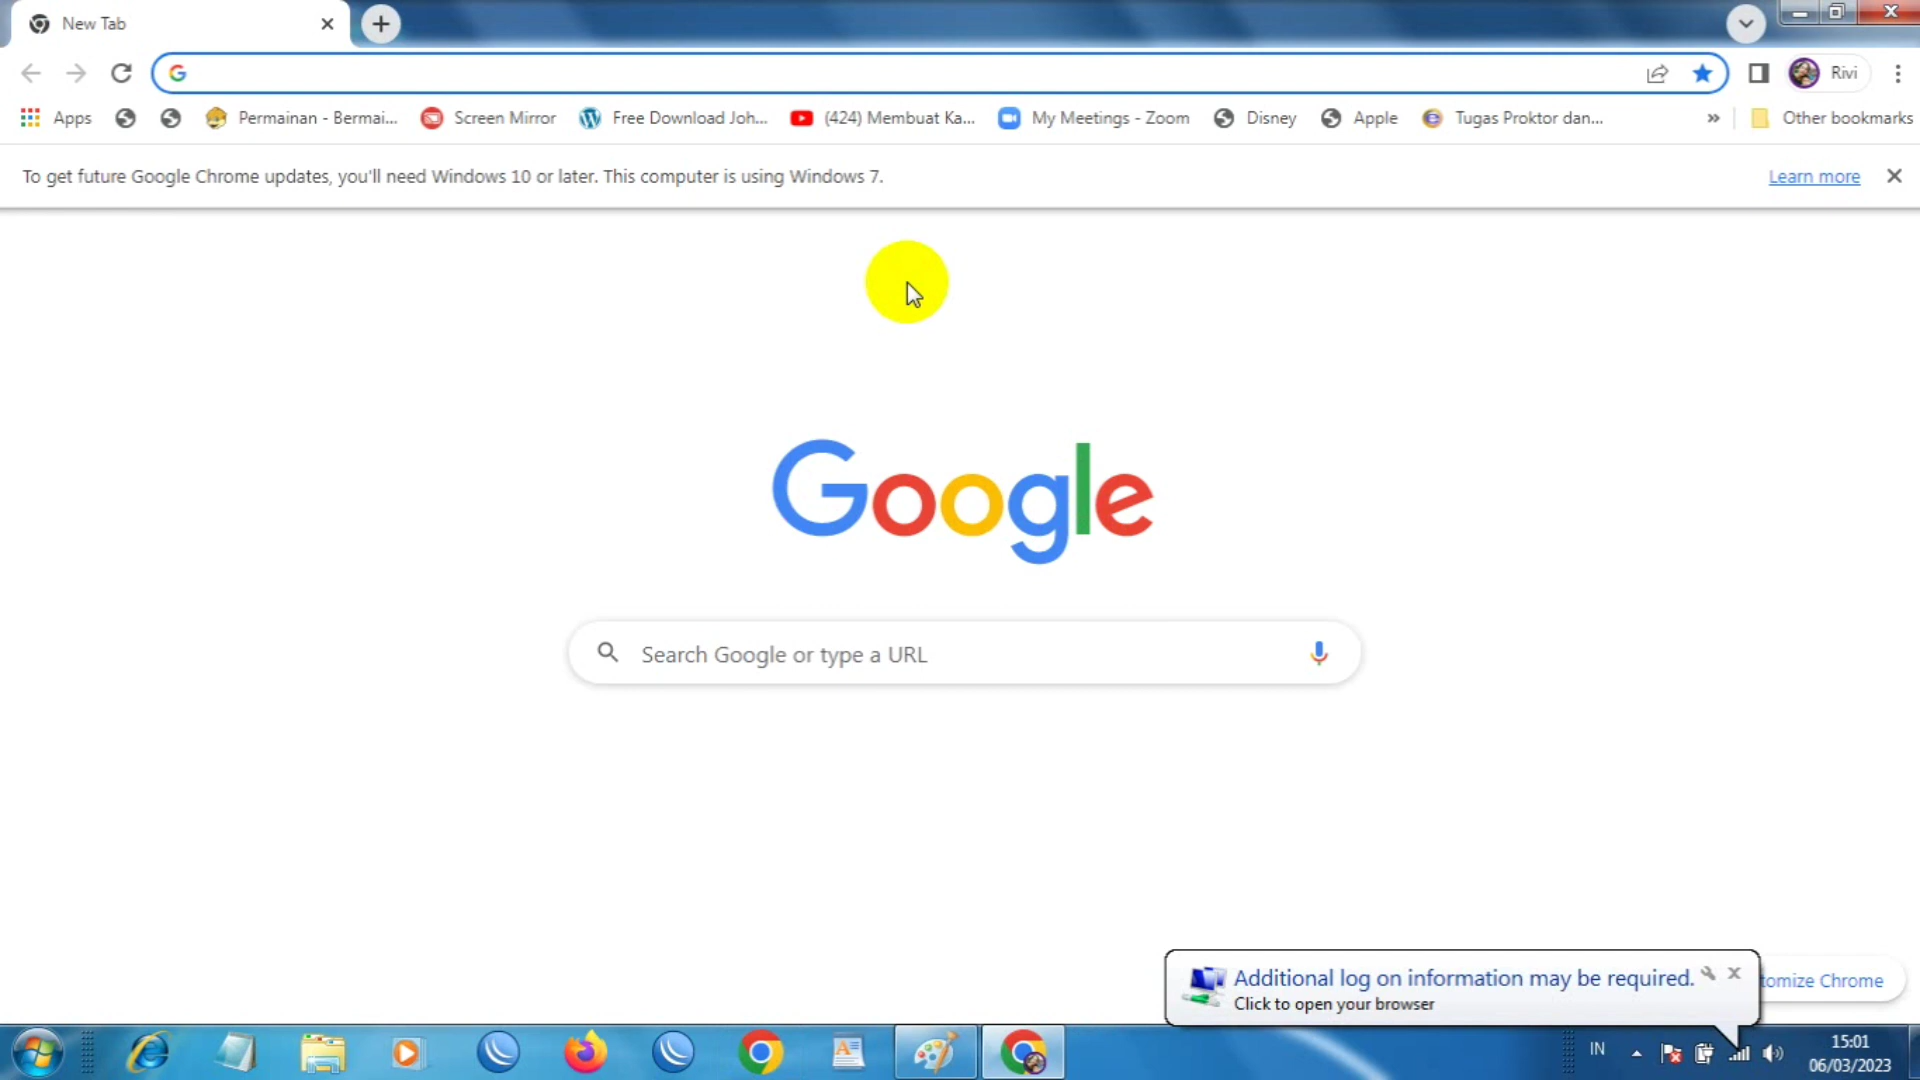 New Tab
Rivi
Apps Permainan - Bermai... Screen Mirror Free Download Joh... (424) Membuat Ka... My Meetings - Zoom Disney Apple Tugas Proktor dan... » Other bookmarks
To get future Google Chrome updates, you'll need Windows 10 or later. This computer is using Windows 7. Learn more
Google
Search Google or type a URL
Additional log on information may be required.
Click to open your browser
tomize Chrome
IN
15:01
06/03/2023